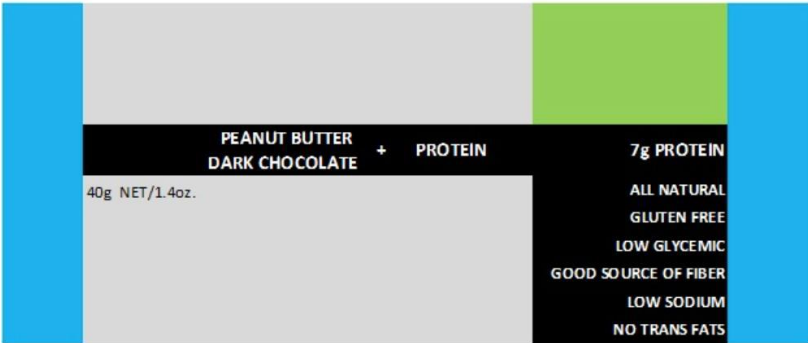 PEANUT BUTTER
DARK CHOCOLATE + PROTEIN
7g PROTEIN
40g NET/1.4oz.
ALL NATURAL
GLUTEN FREE
LOW GLYCEMIC
GOOD SOURCE OF FIBER
LOW SODIUM
NO TRANS FATS